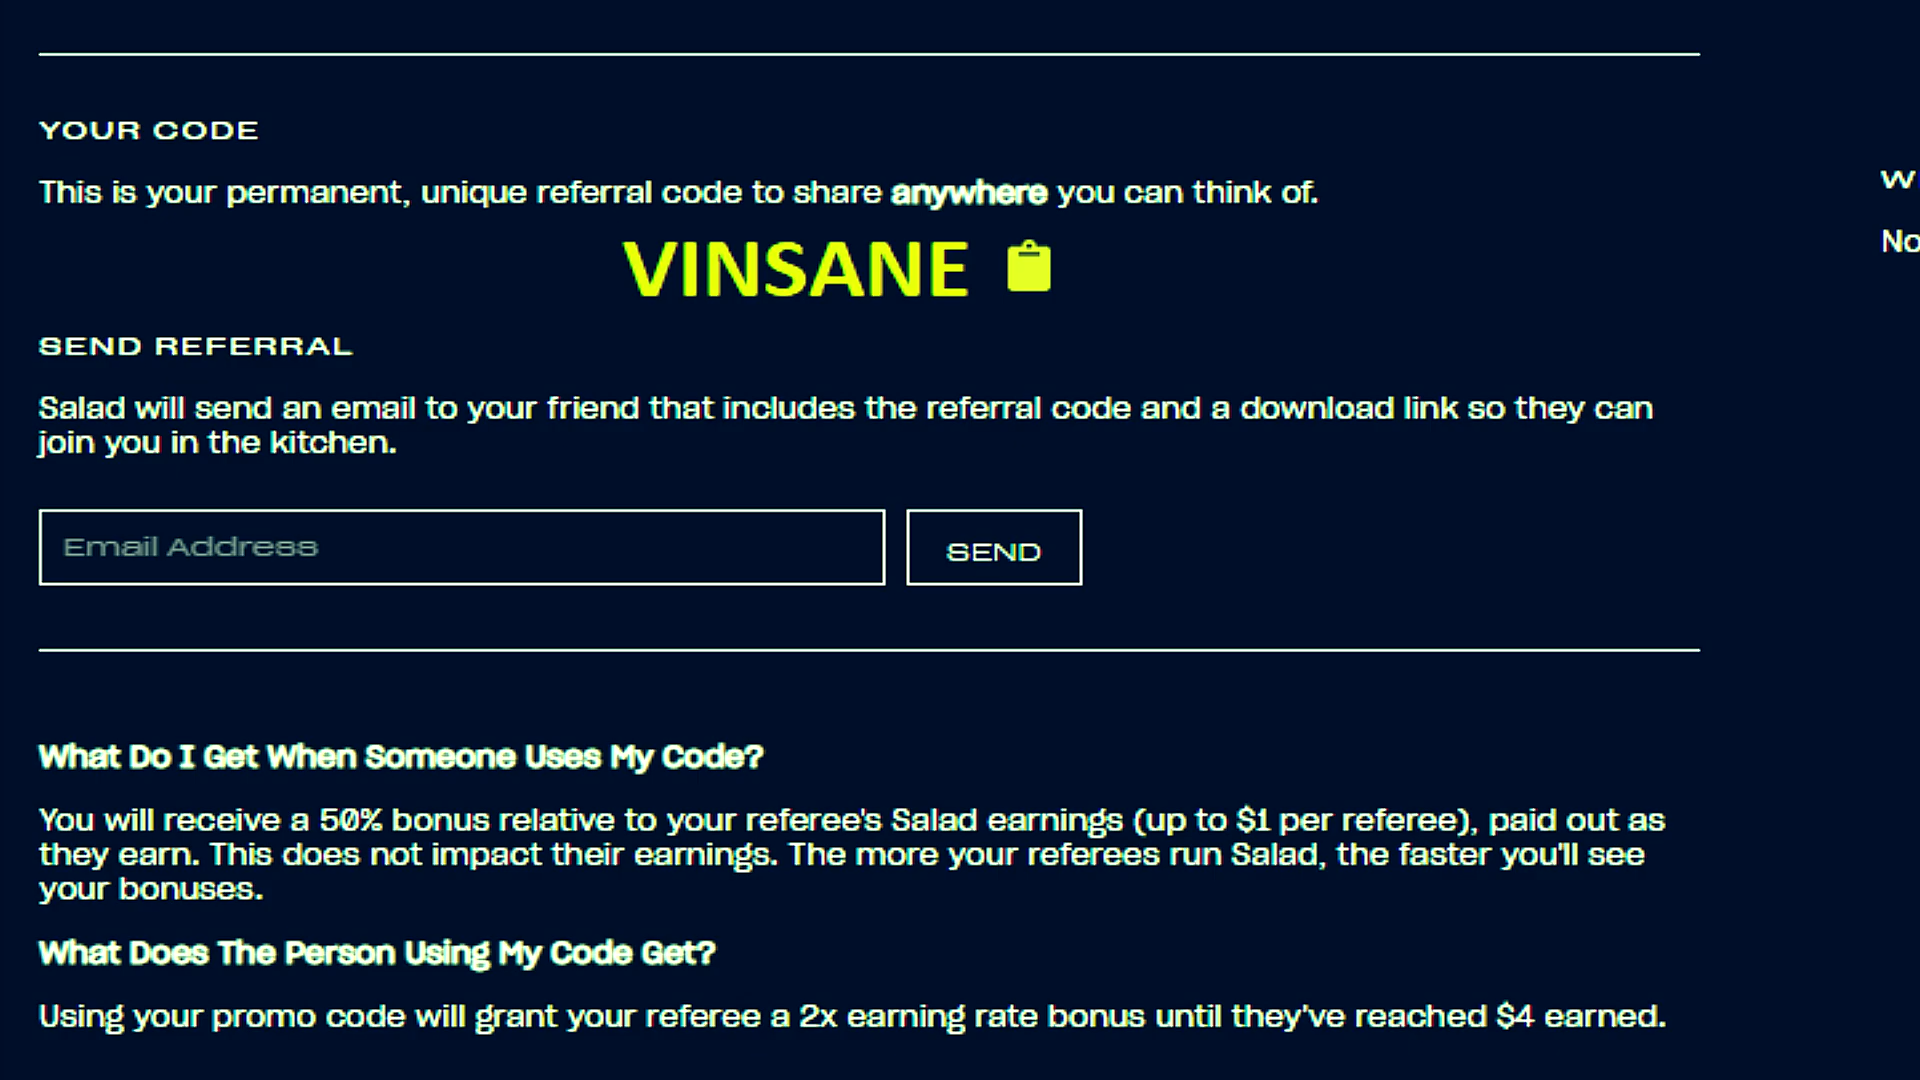 YOUR CODE
This is your permanent, unique referral code to share anywhere you can think of.
VINSANE
SEND REFERRAL
Salad will send an email to your friend that includes the referral code and a download link so they can
join you in the kitchen.
Email Address
SEND
What Do I Get When Someone Uses My Code?
You will receive a 50% bonus relative to your referee's Salad earnings (up to $1 per referee), paid out as
they earn. This does not impact their earnings. The more your referees run Salad, the faster you'll see
your bonuses.
What Does The Person Using My Code Get?
Using your promo code will grant your referee a 2x earning rate bonus until they've reached $4 earned.